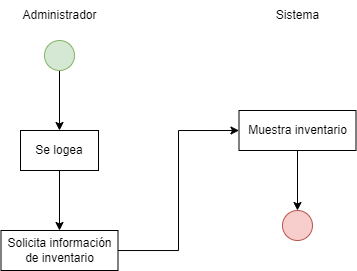 Administrador
Sistema
Se logea
Muestra inventario
Solicita información
de inventario